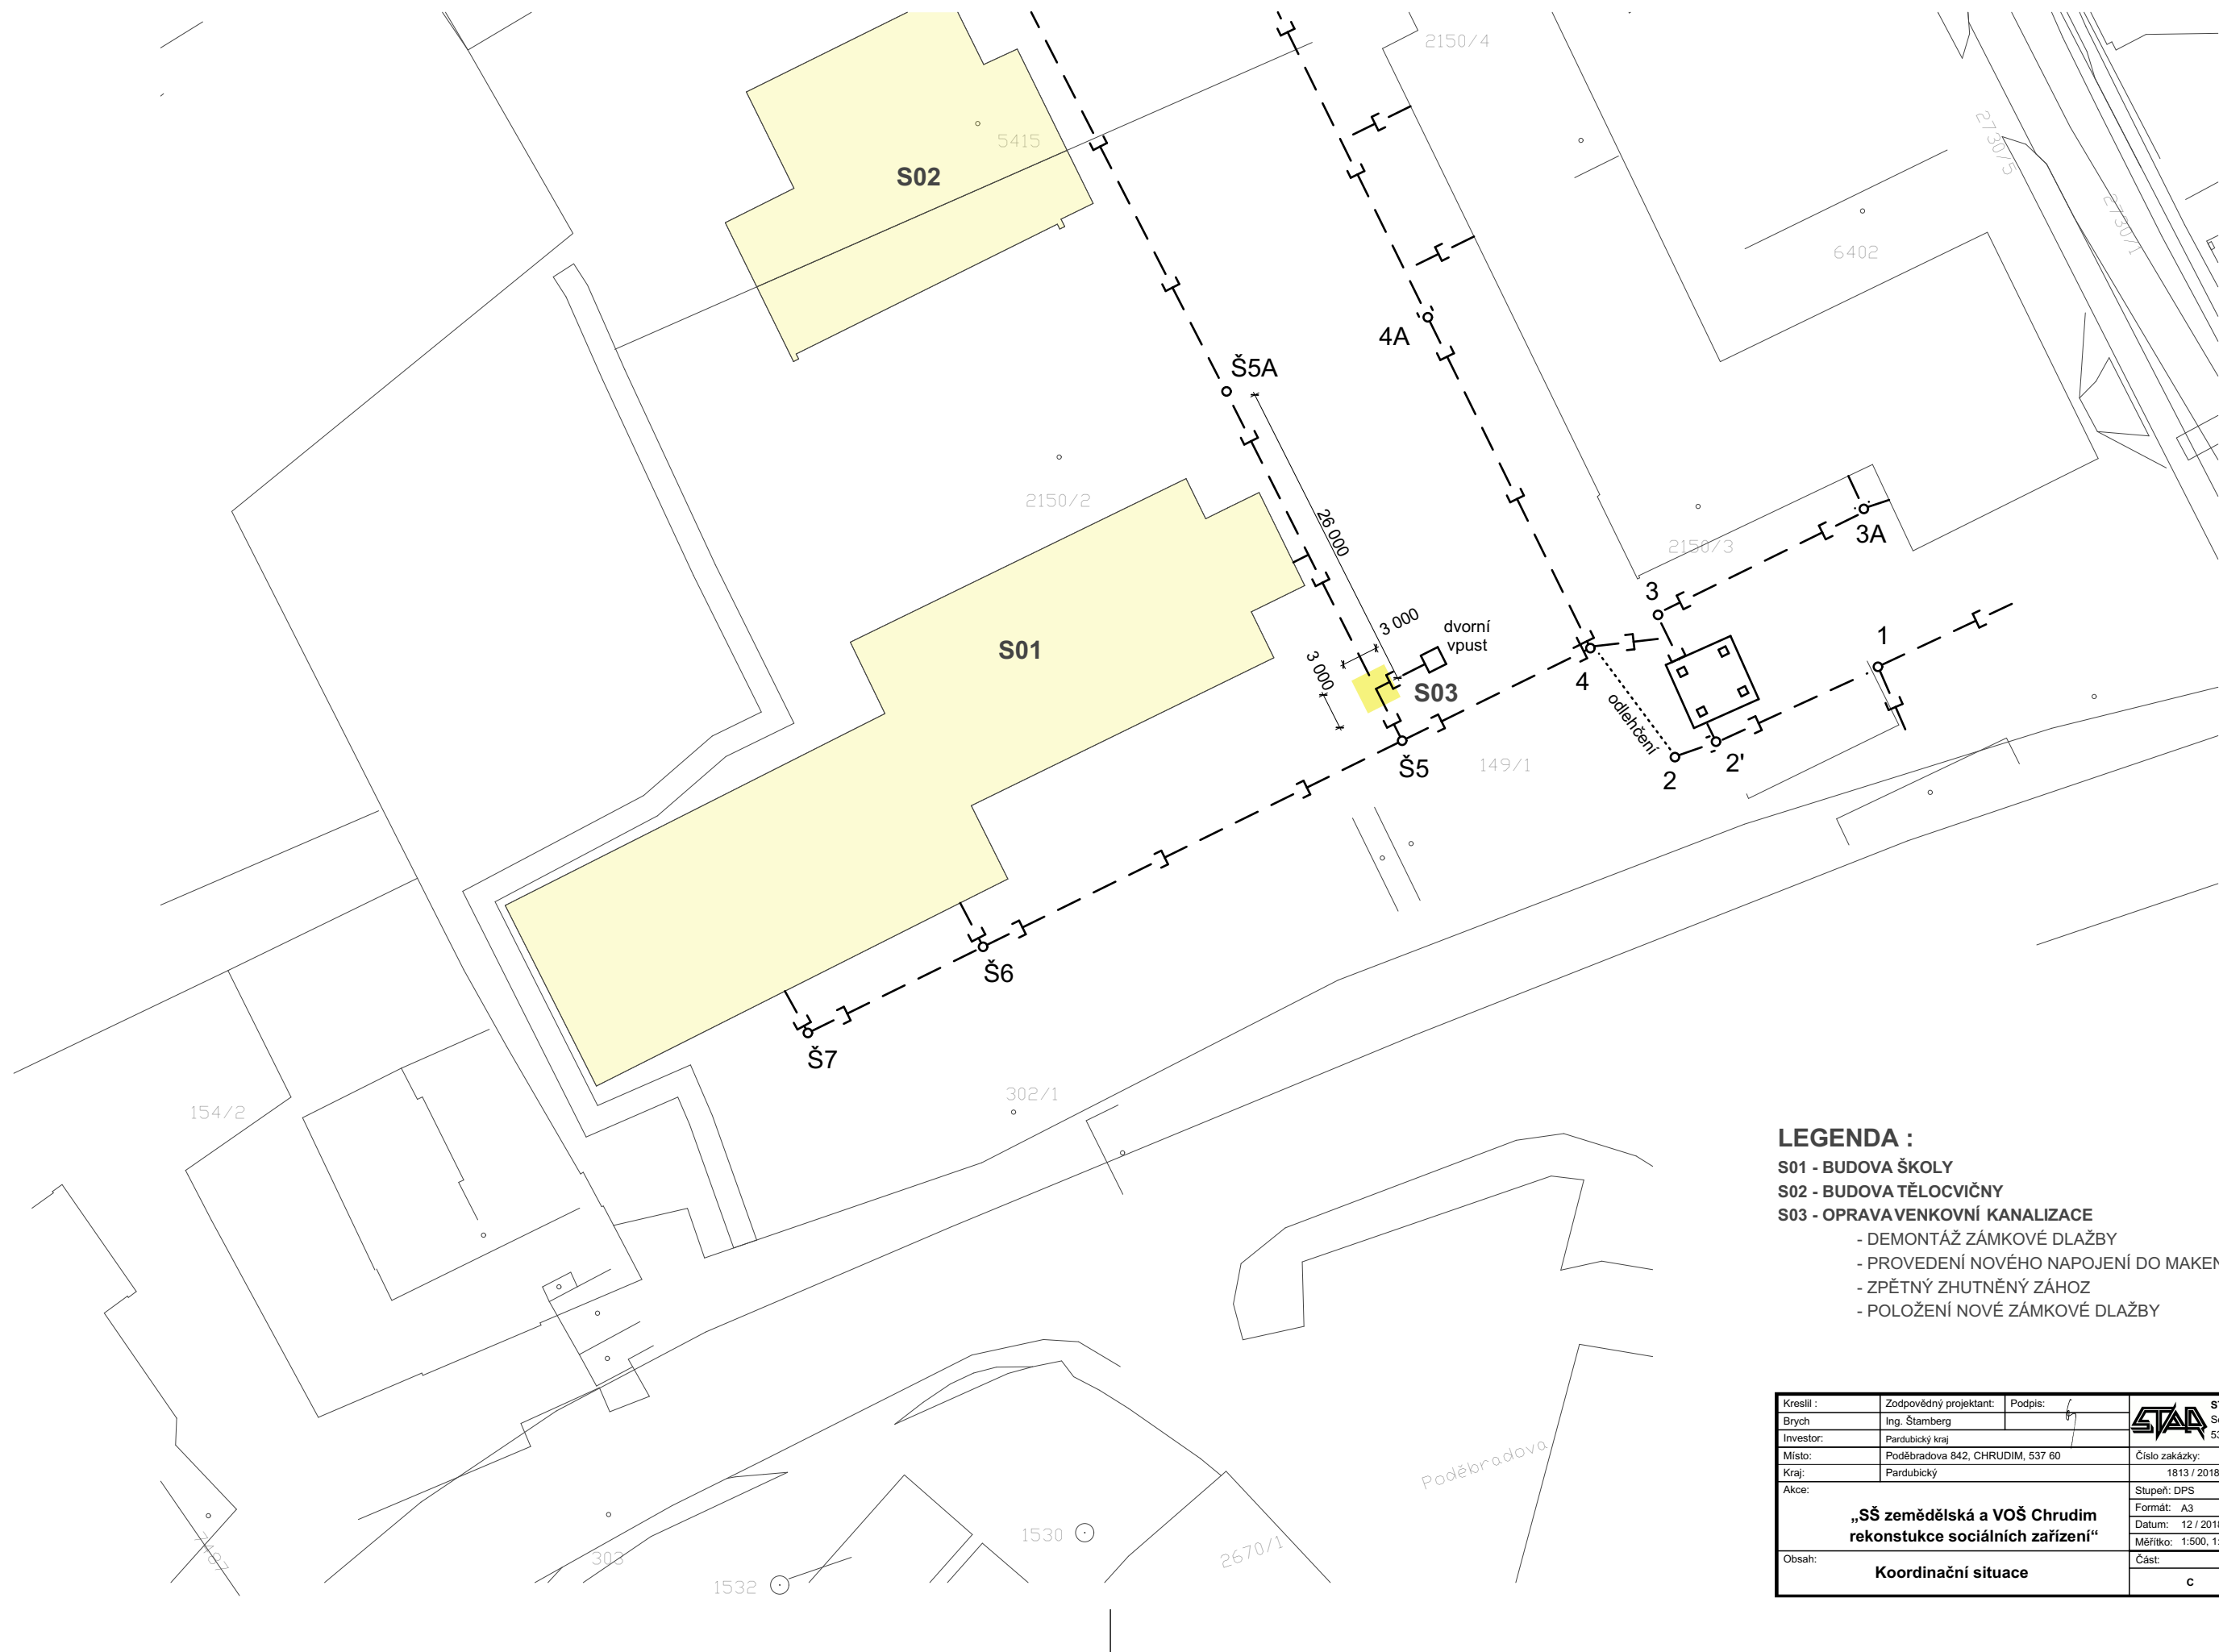 2150/4
5415
S02
2730/5
2730/1
6402
4A
Š5A
2150/2
26 000
2150/3
3A
3
3 000
dvorní
vpust
1
S01
3 000
S03
4
odlehčení
Š5
149/1
2'
2
Š6
Š7
302/1
154/2
LEGENDA :
S01 - BUDOVA ŠKOLY
S02 - BUDOVA TĚLOCVIČNY
S03 - OPRAVA VENKOVNÍ KANALIZACE
- DEMONTÁŽ ZÁMKOVÉ DLAŽBY
- PROVEDENÍ NOVÉHO NAPOJENÍ DO MAKEN
- ZPĚTNÝ ZHUTNĚNÝ ZÁHOZ
- POLOŽENÍ NOVÉ ZÁMKOVÉ DLAŽBY
Poděbradova
303
1530
1532
2670/1
Kreslil : Zodpovědný projektant: Podpis:
Brych Ing. Štamberg
STAR
Investor: Pardubický kraj
Místo: Poděbradova 842, CHRUDIM, 537 60 Číslo zakázky:
Kraj: Pardubický 1813 / 2018
Akce: Stupeň: DPS
„SŠ zemědělská a VOŠ Chrudim Formát: A3
rekonstukce sociálních zařízení“ Datum: 12 / 2018
Měřítko: 1:500, 1:
Obsah: Část:
Koordinační situace C